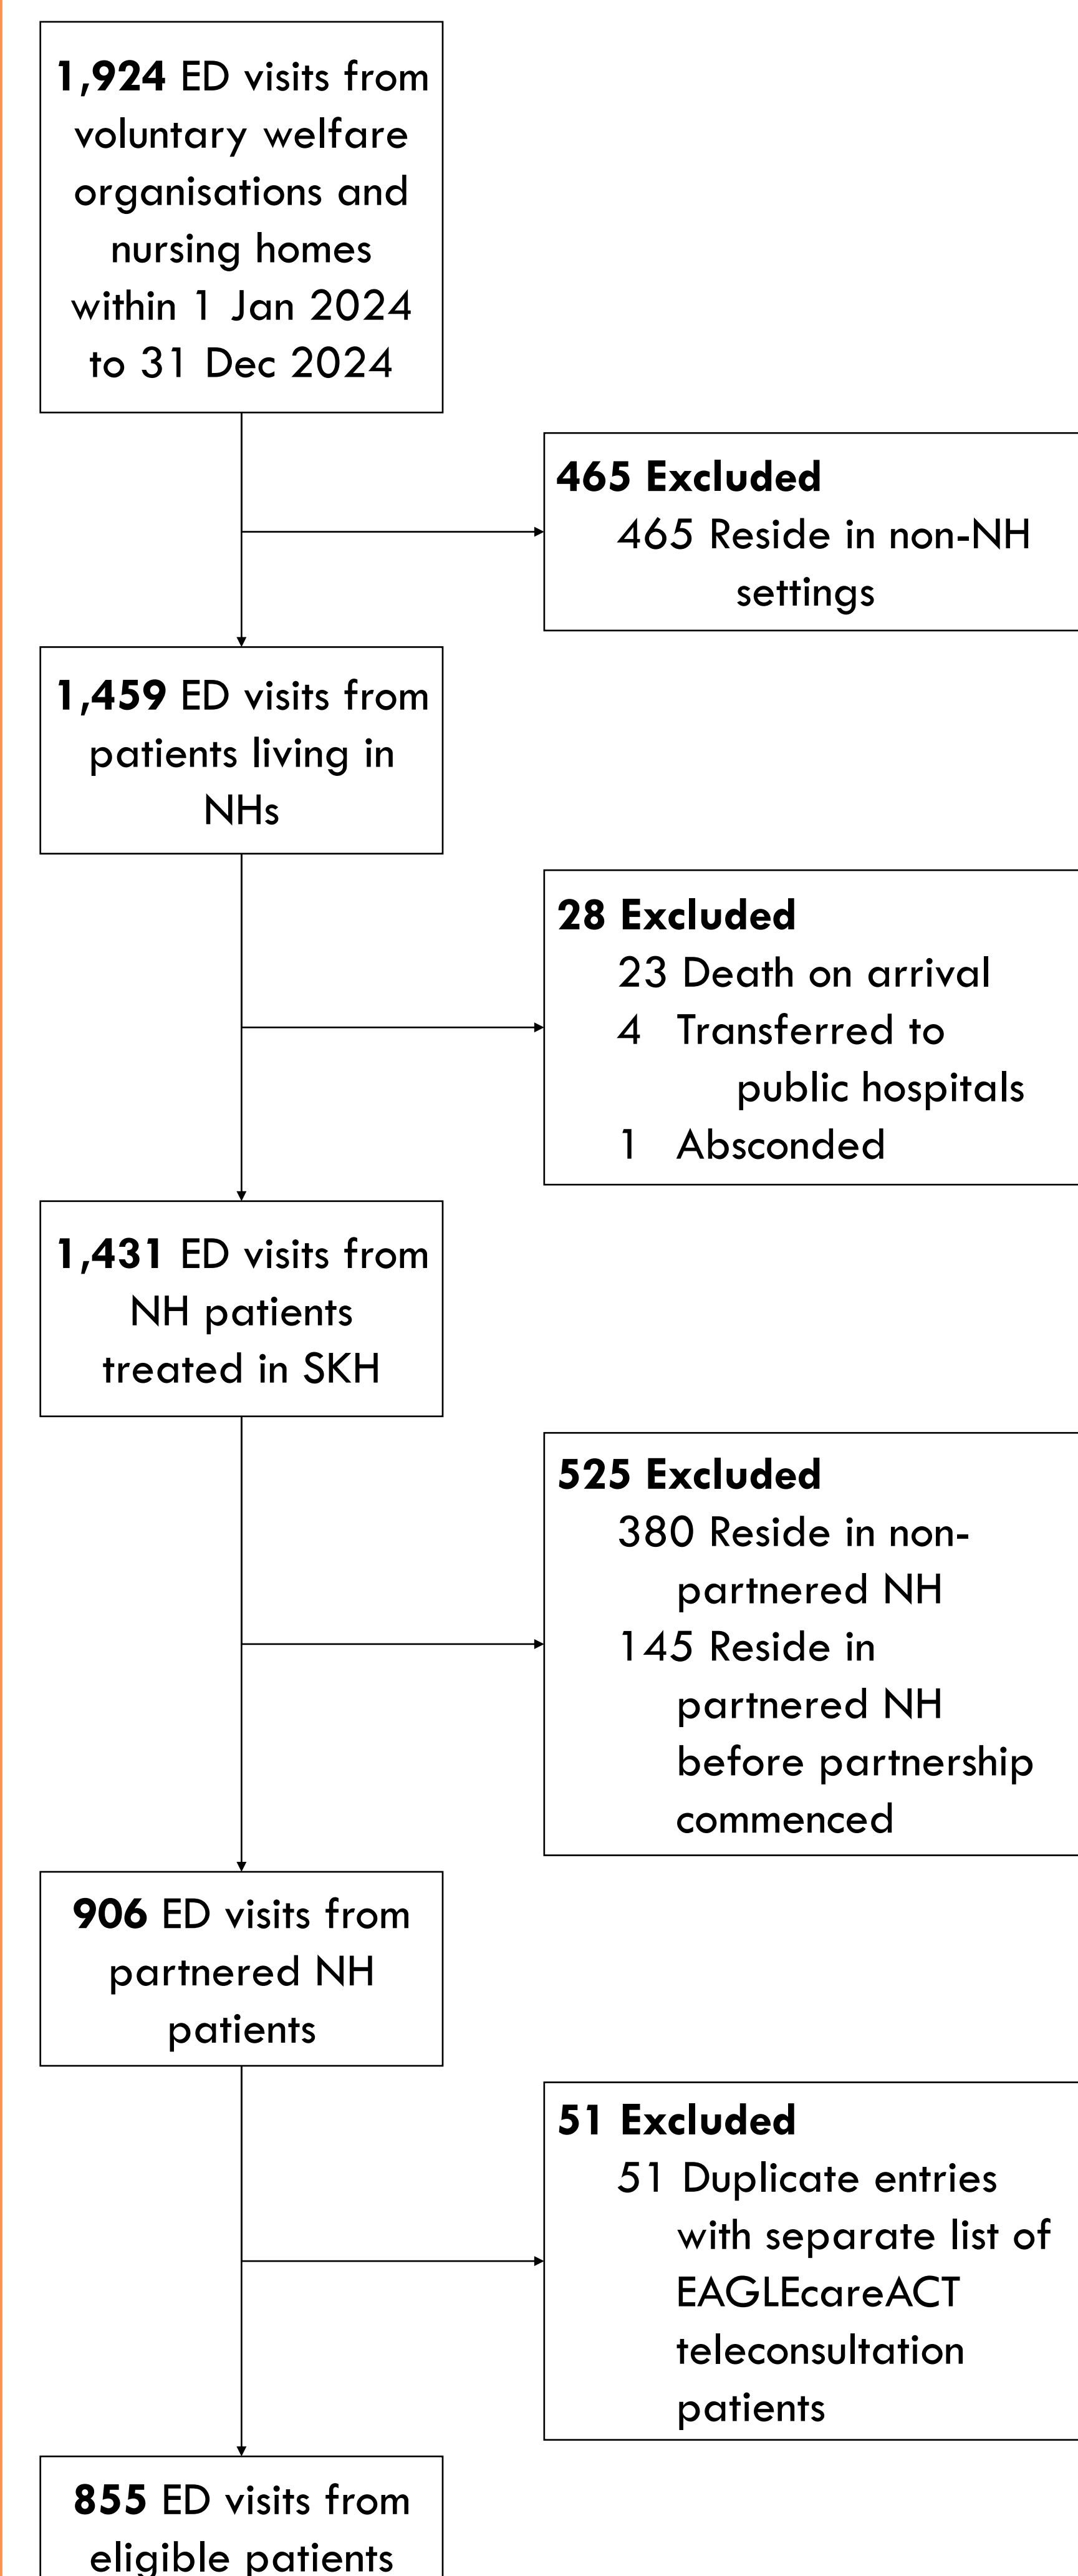 1,924 ED visits from
voluntary welfare
organisations and
nursing homes
within 1 Jan 2024
to 31 Dec 2024
465 Excluded
465 Reside in non-NH
settings
1,459 ED visits from
patients living in
NHs
28 Excluded
23 Death on arrival
4 Transferred to
public hospitals
1 Absconded
1,431 ED visits from
NH patients
treated in SKH
525 Excluded
380 Reside in non-
partnered NH
145 Reside in
partnered NH
before partnership
commenced
906 ED visits from
partnered NH
patients
51 Excluded
51 Duplicate entries
with separate list of
EAGLEcareACT
teleconsultation
patients
855 ED visits from
eligible patients